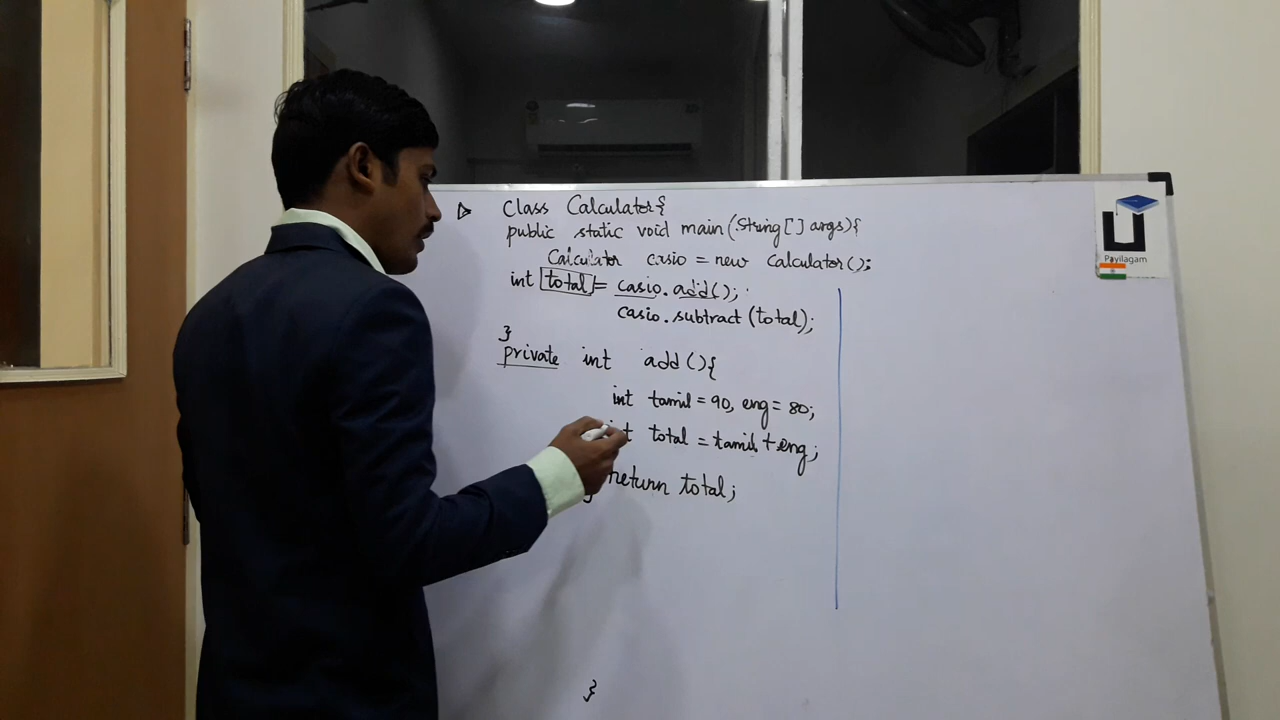 Class Calculator{
public static void main(String[] args){
Calculator casio = new calculator();
int total = casio.add();
casio.subtract (total);
}
private int add(){
int tamil = 90, eng = 80;
int total = tamil + eng;
return total;
}
}
Payilagam